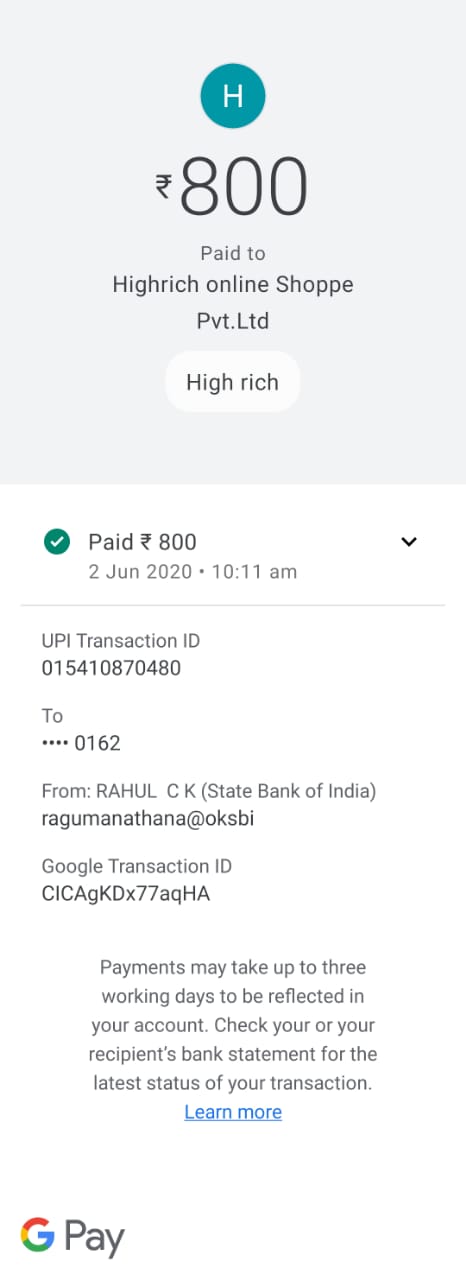 H
₹800
Paid to
Highrich online Shoppe
Pvt.Ltd
High rich
Paid ₹ 800
2 Jun 2020 • 10:11 am
UPI Transaction ID
015410870480
To
•••• 0162
From: RAHUL  C K (State Bank of India)
ragumanathana@oksbi
Google Transaction ID
CICAgKDx77aqHA
Payments may take up to three
working days to be reflected in
your account. Check your or your
recipient's bank statement for the
latest status of your transaction.
Learn more
G Pay